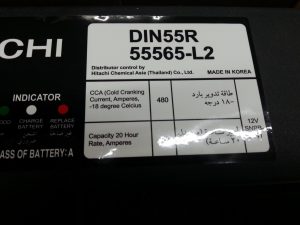 CHI
DIN55R
55565-L2
Distributor control by
Hitachi Chemical Asia (Thailand) Co., Ltd.
MADE IN KOREA
INDICATOR
CHARGE BATTERY
REPLACE BATTERY
CCA (Cold Cranking
Current, Amperes,
-18 degree Celcius
480
طاقة تدوير بارد
١٨٠ درجه
Capacity 20 Hour
Rate, Amperes
12V
ASS OF BATTERY:A